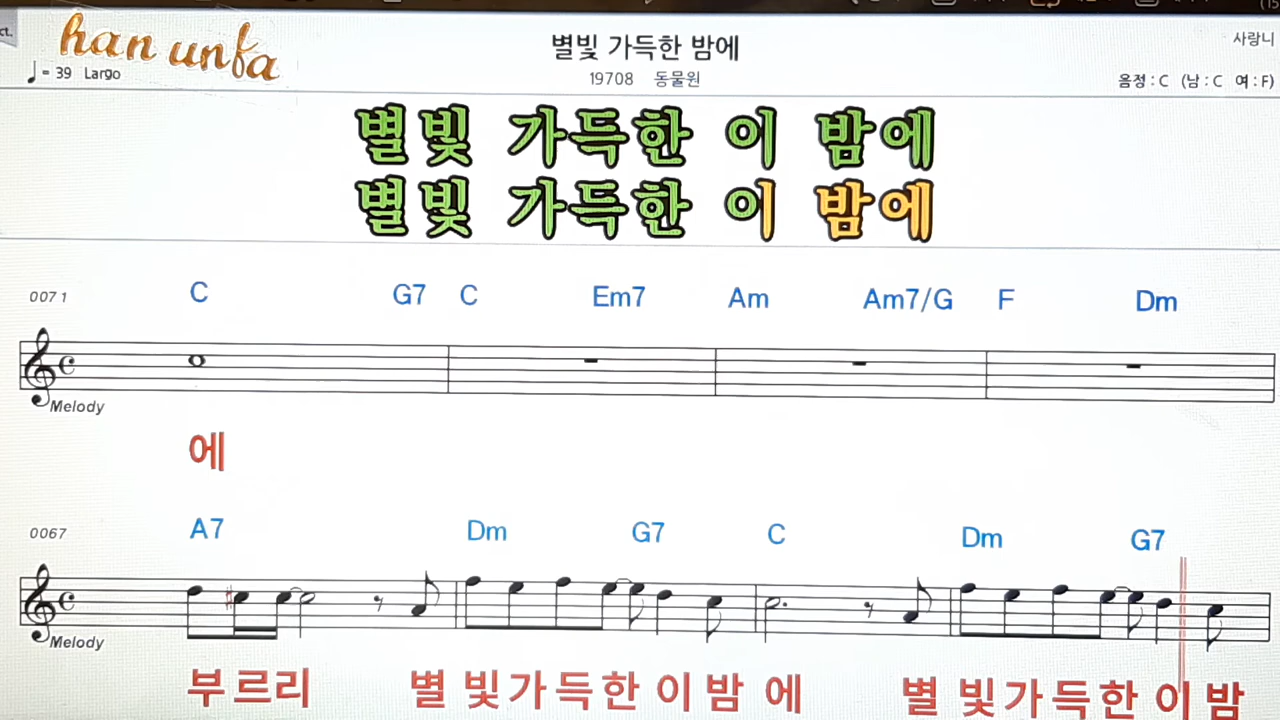 ct.
han unfa
별빛 가득한 밤에
사랑니
♩= 39 Largo
19708 동물원
음정 : C (남 : C 여 : F)
별빛 가득한 이 밤에
별빛 가득한 이 밤에
0071
C G7 C Em7 Am Am7/G F Dm
Melody
에
0067
A7 Dm G7 C Dm G7
Melody
부르리 별 빛가득한 이밤 에 별 빛가득한 이 밤